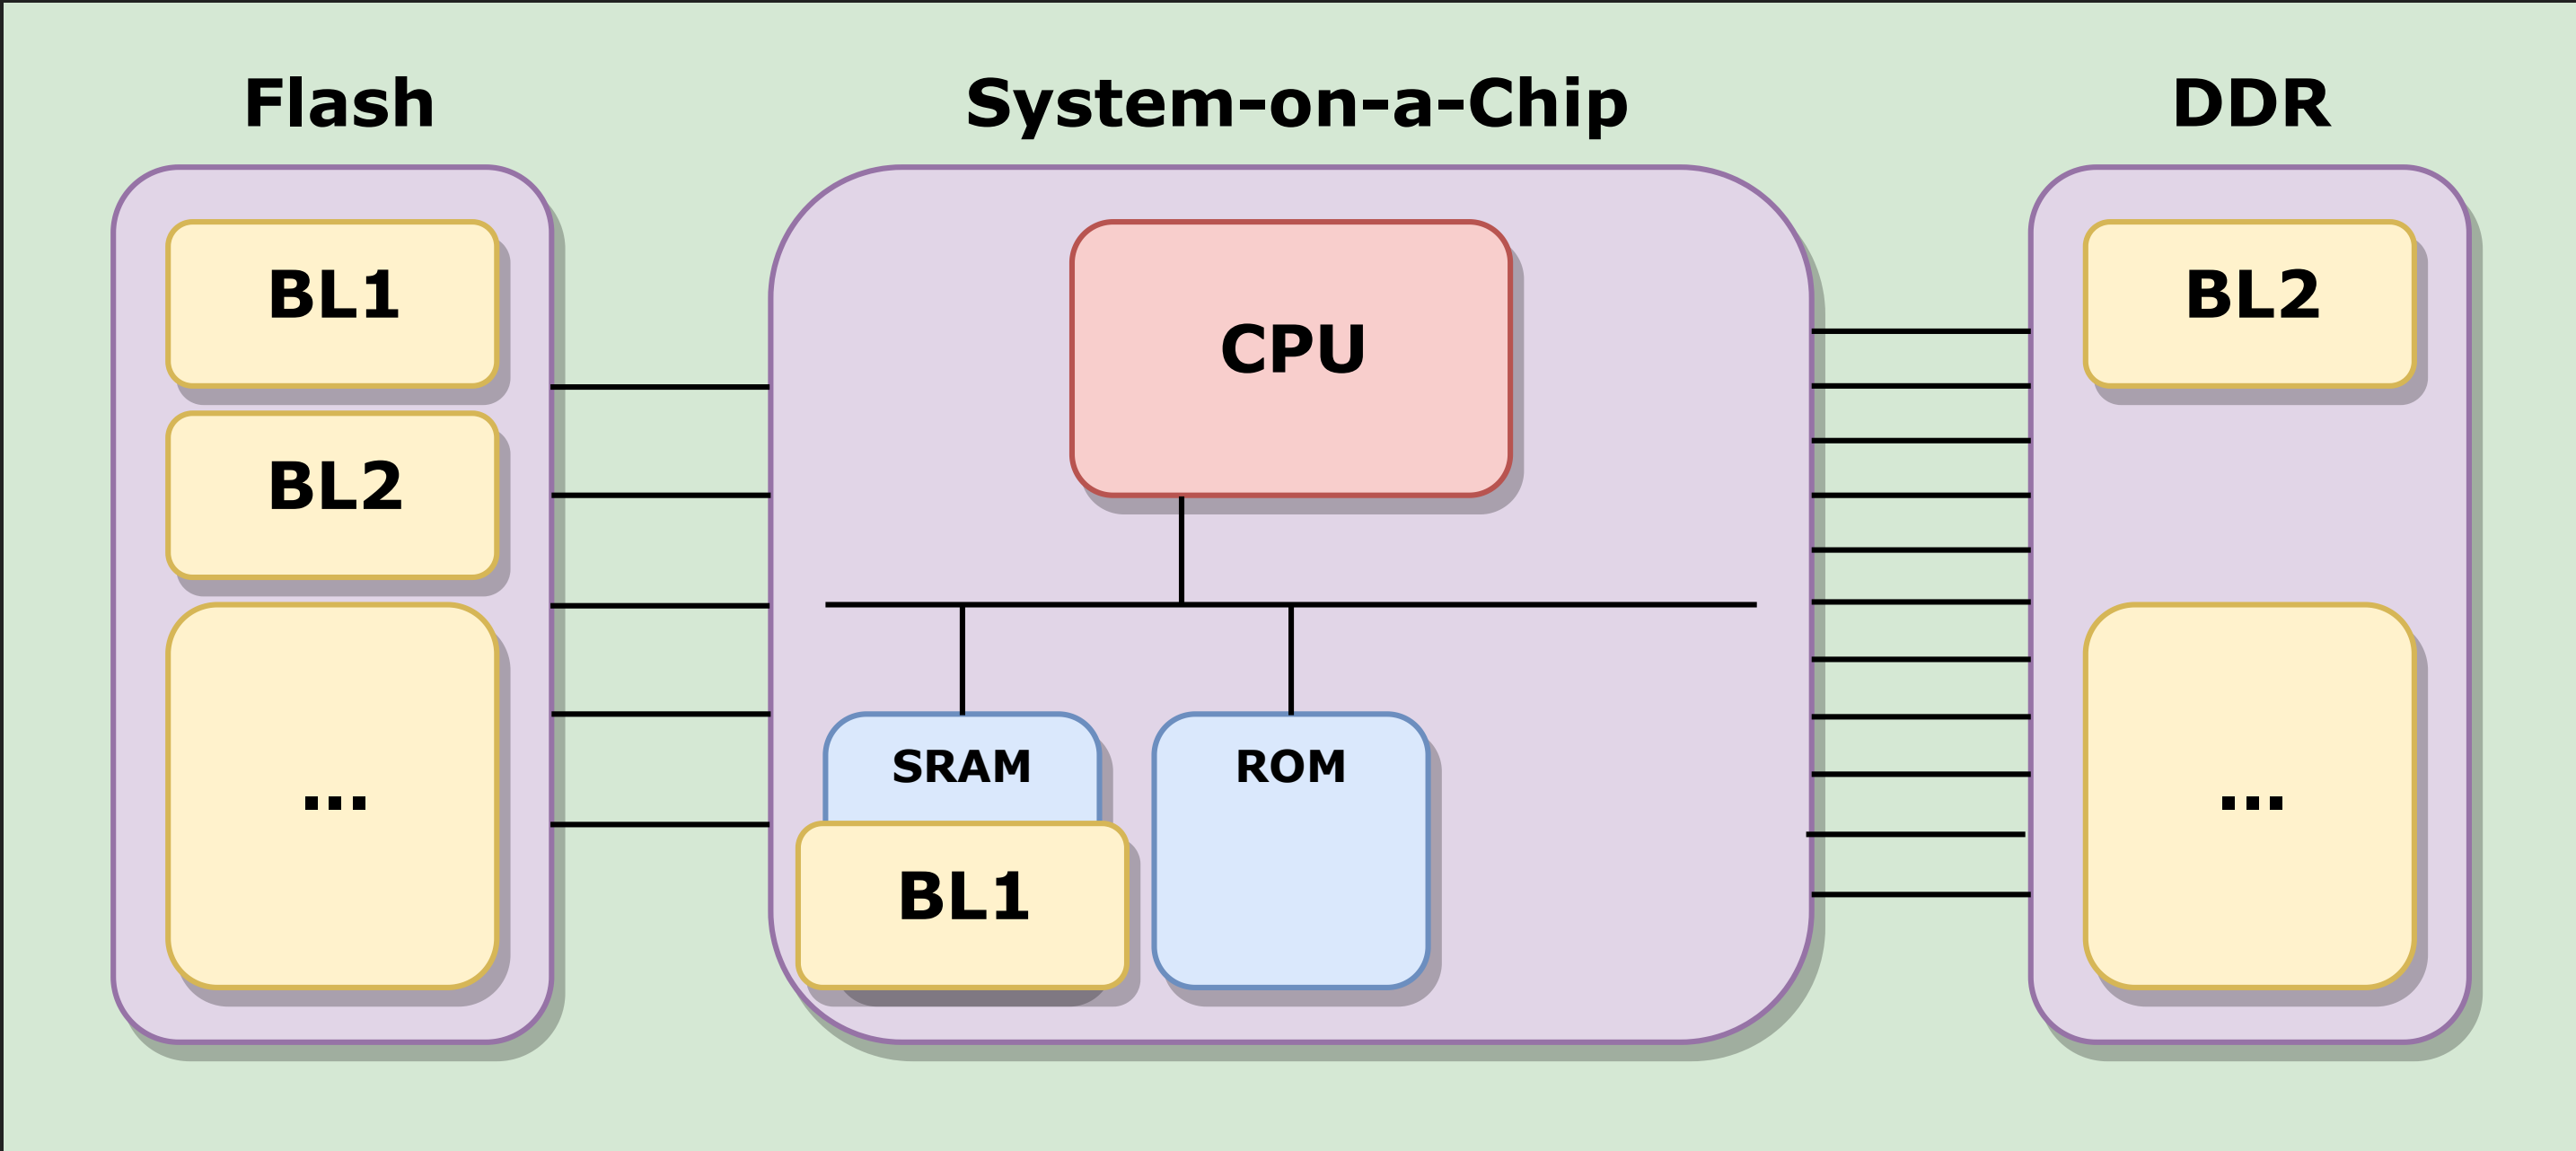 Flash
BL1
BL2
...
System-on-a-Chip
CPU
SRAM
ROM
BL1
DDR
BL2
...